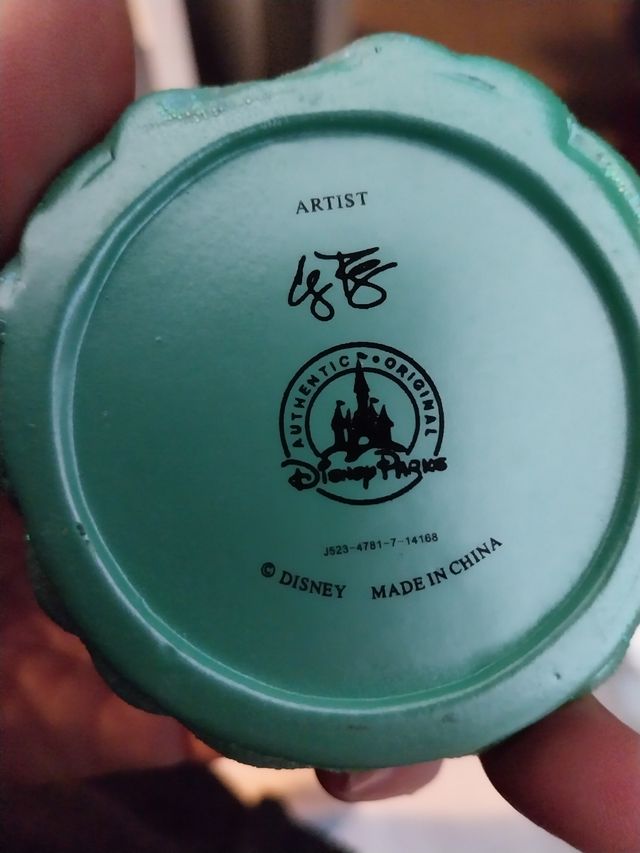 ARTIST
AUTHENTIC • ORIGINAL
Disney Parks
J523-4781-7-14168
© DISNEY MADE IN CHINA